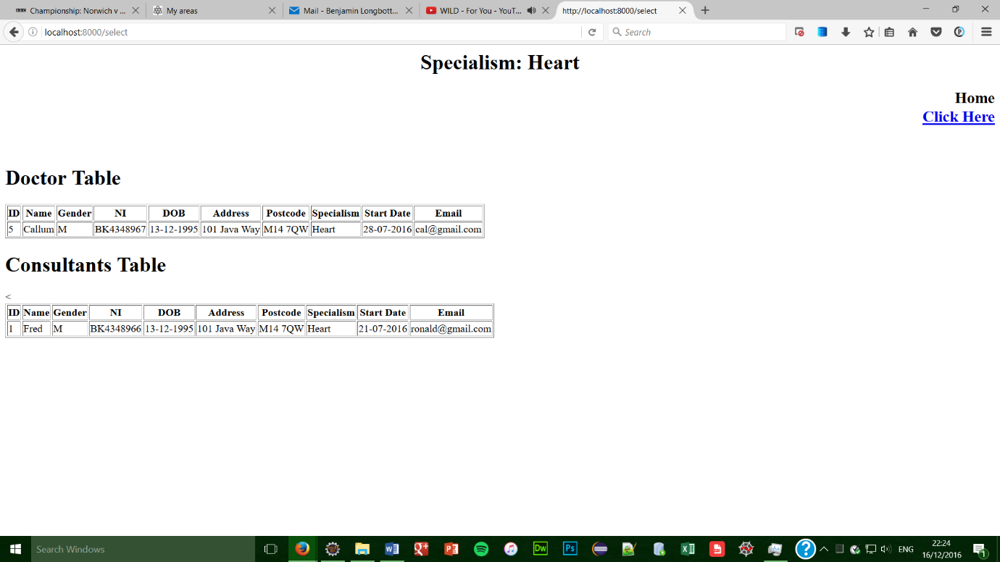 Championship: Norwich v ... My areas Mail - Benjamin Longbott... WILD - For You - YouT... http://localhost:8000/select
localhost:8000/select Search
Specialism: Heart
Home
Click Here
Doctor Table
ID Name Gender NI DOB Address Postcode Specialism Start Date Email
5 Callum M BK4348967 13-12-1995 101 Java Way M14 7QW Heart 28-07-2016 cal@gmail.com
Consultants Table
<
ID Name Gender NI DOB Address Postcode Specialism Start Date Email
1 Fred M BK4348966 13-12-1995 101 Java Way M14 7QW Heart 21-07-2016 ronald@gmail.com
Search Windows Dw Ps ENG 22:24
16/12/2016 1